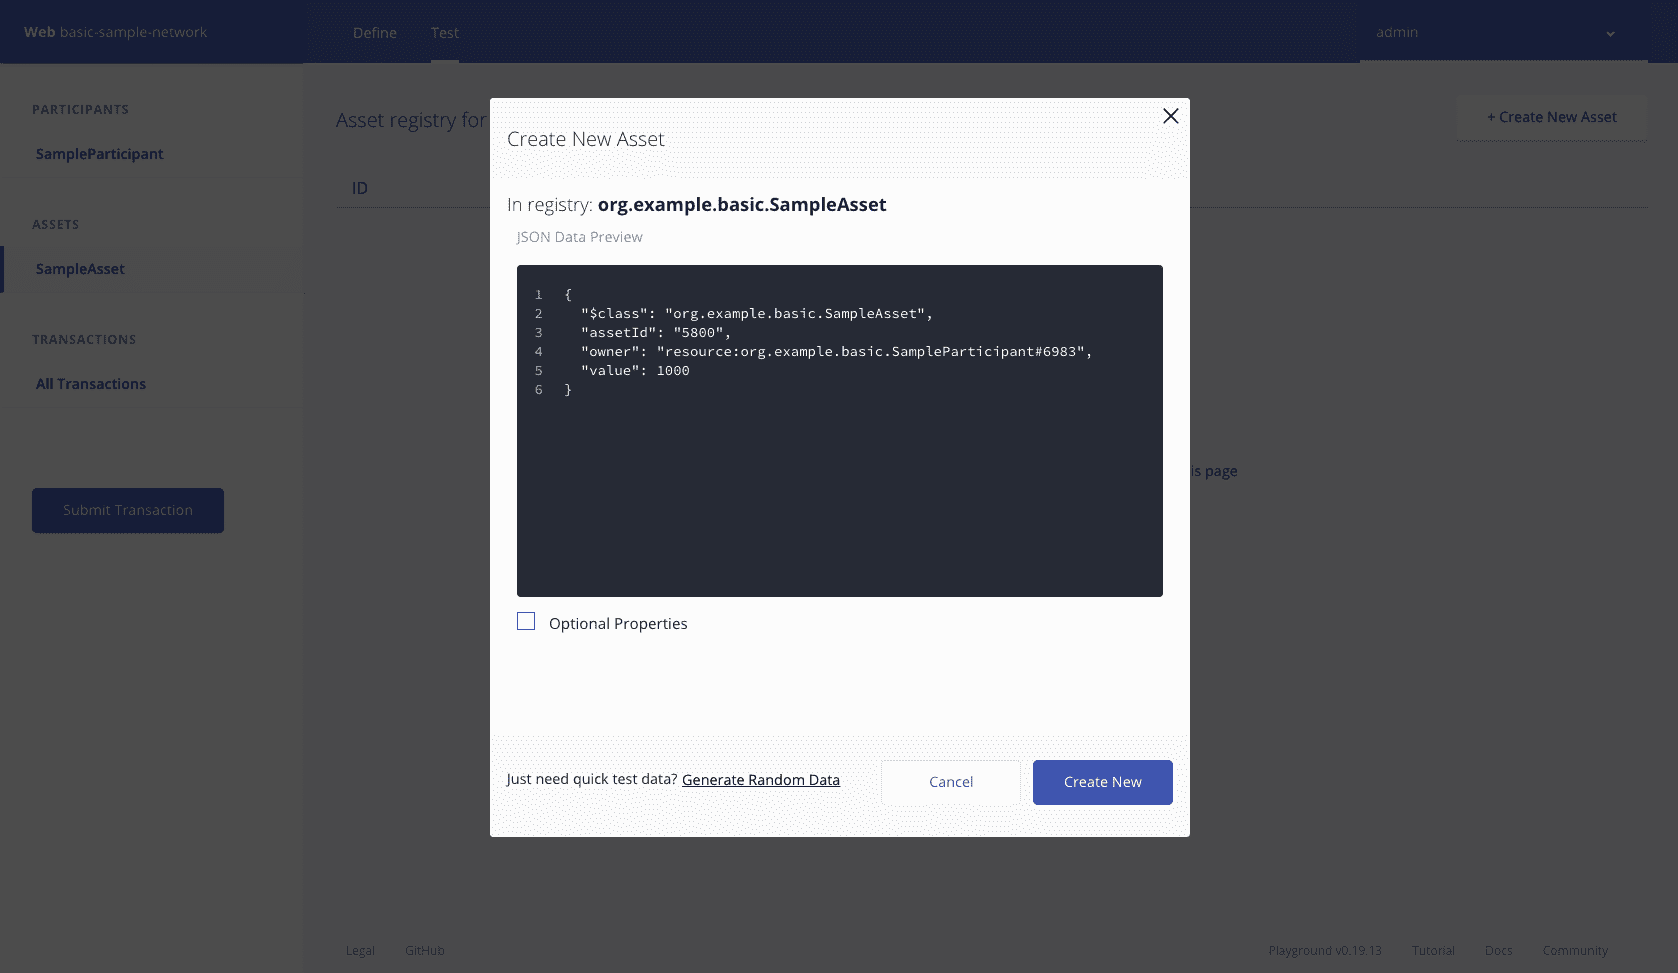 Web basic-sample-network
Define
Test
admin
PARTICIPANTS
SampleParticipant
ASSETS
SampleAsset
TRANSACTIONS
All Transactions
Submit Transaction
Asset registry for
+ Create New Asset
ID
is page
Create New Asset
In registry: org.example.basic.SampleAsset
JSON Data Preview
1 {
2 "$class": "org.example.basic.SampleAsset",
3 "assetId": "5800",
4 "owner": "resource:org.example.basic.SampleParticipant#6983",
5 "value": 1000
6 }
Optional Properties
Just need quick test data? Generate Random Data
Cancel
Create New
Legal
GitHub
Playground v0.19.13
Tutorial
Docs
Community